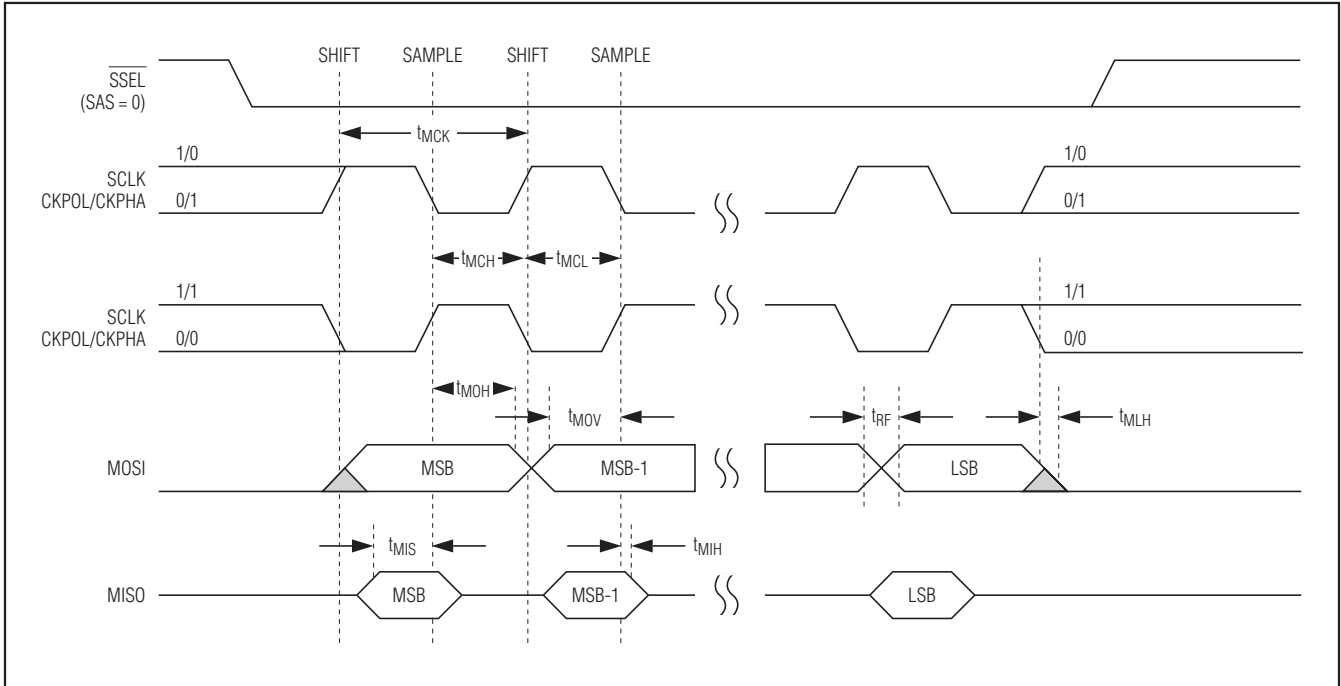 SHIFT SAMPLE SHIFT SAMPLE
SSEL
(SAS = 0)
tMCK
1/0 1/0
SCLK
CKPOL/CKPHA 0/1 0/1
tMCH tMCL
1/1 1/1
SCLK
CKPOL/CKPHA 0/0 0/0
tMOH
tMOV tRF tMLH
MOSI MSB MSB-1 LSB
tMIS tMIH
MISO MSB MSB-1 LSB